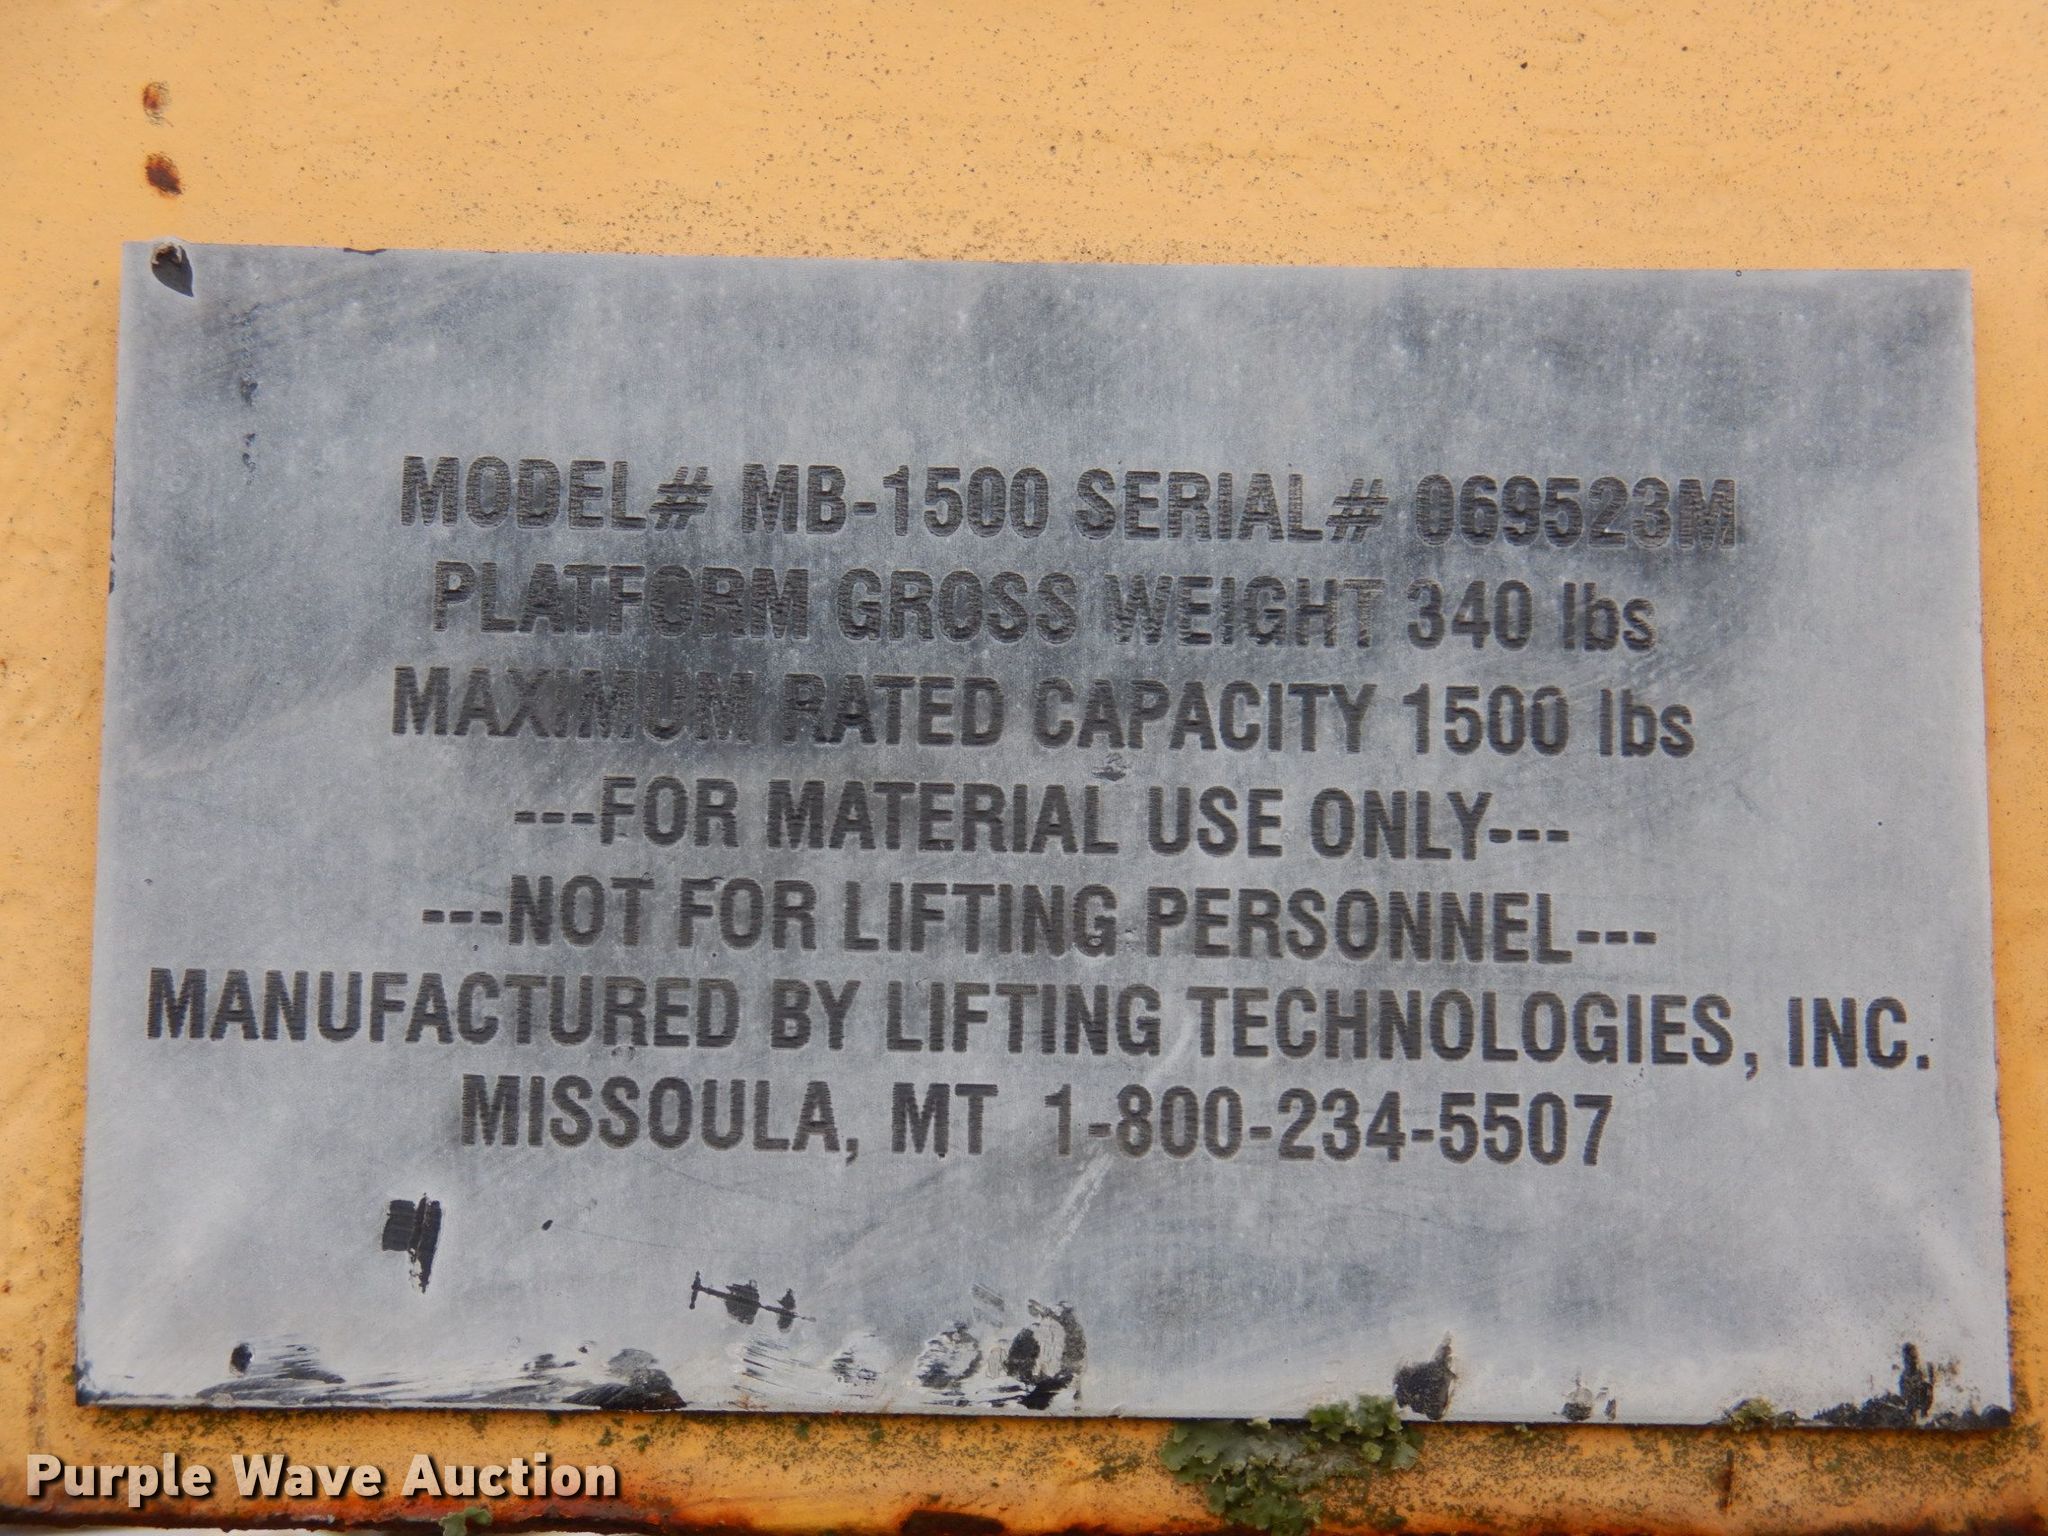 MODEL# MB-1500 SERIAL# 069523M
PLATFORM GROSS WEIGHT 340 lbs
MAXIMUM RATED CAPACITY 1500 lbs
---FOR MATERIAL USE ONLY---
---NOT FOR LIFTING PERSONNEL---
MANUFACTURED BY LIFTING TECHNOLOGIES, INC.
MISSOULA, MT 1-800-234-5507
Purple Wave Auction